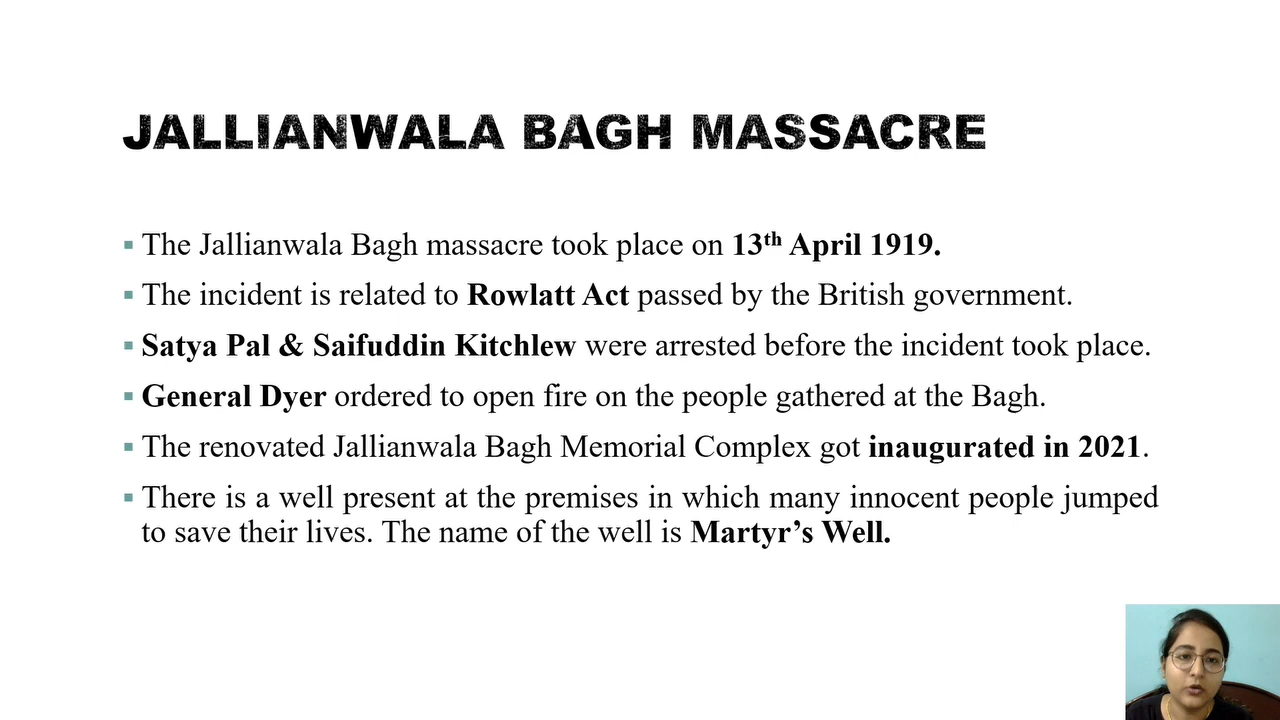 JALLIANWALA BAGH MASSACRE
▪ The Jallianwala Bagh massacre took place on 13th April 1919.
▪ The incident is related to Rowlatt Act passed by the British government.
▪ Satya Pal & Saifuddin Kitchlew were arrested before the incident took place.
▪ General Dyer ordered to open fire on the people gathered at the Bagh.
▪ The renovated Jallianwala Bagh Memorial Complex got inaugurated in 2021.
▪ There is a well present at the premises in which many innocent people jumped
to save their lives. The name of the well is Martyr’s Well.